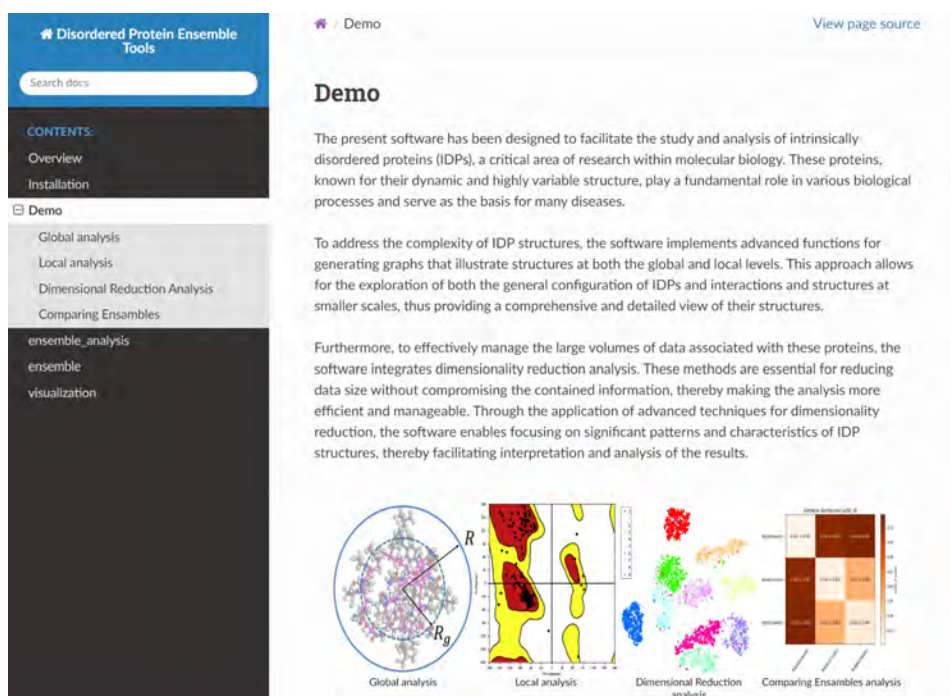 Disordered Protein Ensemble
Tools
Search docs
CONTENTS:
Overview
Installation
Demo
Global analysis
Local analysis
Dimensional Reduction Analysis
Comparing Ensambles
ensemble_analysis
ensemble
visualization
/ Demo
View page source
Demo
The present software has been designed to facilitate the study and analysis of intrinsically
disordered proteins (IDPs), a critical area of research within molecular biology. These proteins,
known for their dynamic and highly variable structure, play a fundamental role in various biological
processes and serve as the basis for many diseases.
To address the complexity of IDP structures, the software implements advanced functions for
generating graphs that illustrate structures at both the global and local levels. This approach allows
for the exploration of both the general configuration of IDPs and interactions and structures at
smaller scales, thus providing a comprehensive and detailed view of their structures.
Furthermore, to effectively manage the large volumes of data associated with these proteins, the
software integrates dimensionality reduction analysis. These methods are essential for reducing
data size without compromising the contained information, thereby making the analysis more
efficient and manageable. Through the application of advanced techniques for dimensionality
reduction, the software enables focusing on significant patterns and characteristics of IDP
structures, thereby facilitating interpretation and analysis of the results.
R
Rg
Global analysis
Local analysis
Dimensional Reduction
analysis
Comparing Ensambles analysis